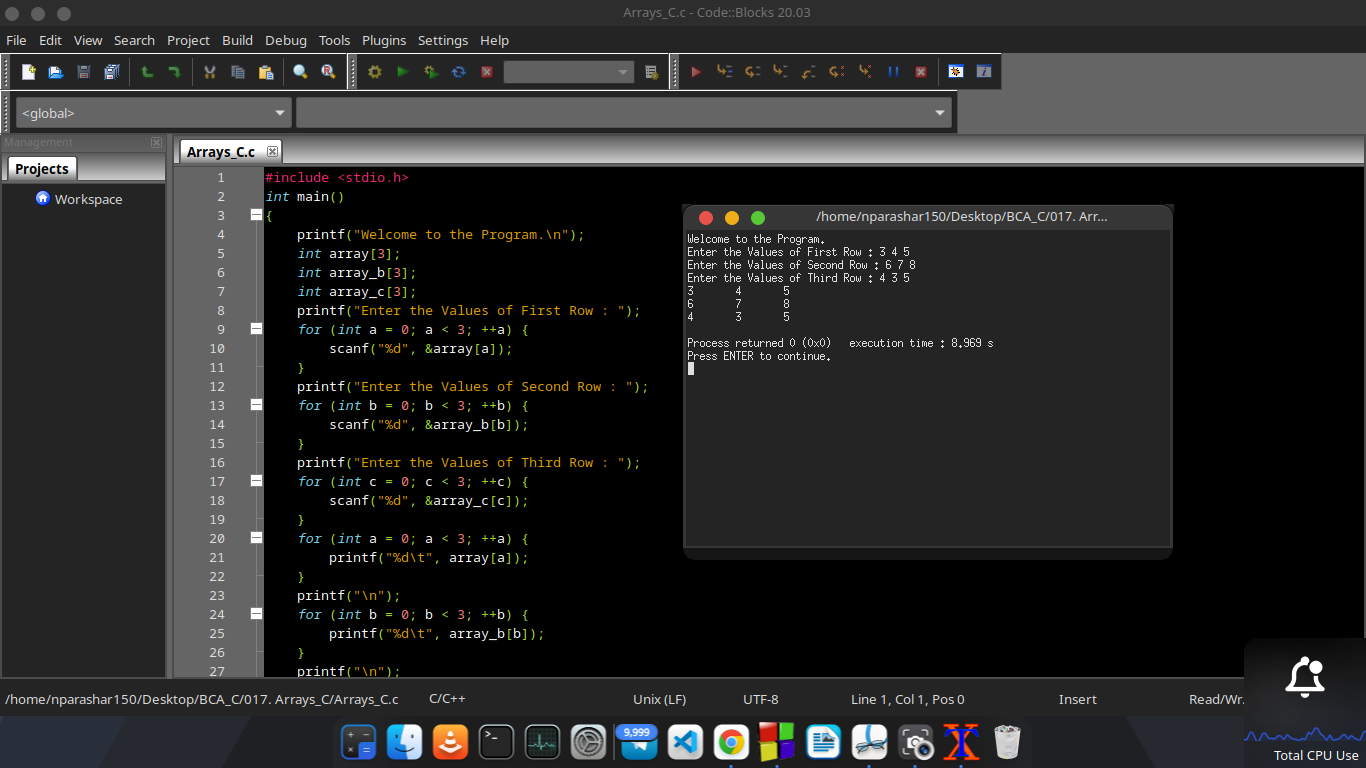 Arrays_C.c - Code::Blocks 20.03
File Edit View Search Project Build Debug Tools Plugins Settings Help
<global>
Management
Projects
Workspace
Arrays_C.c
1 #include <stdio.h>
2 int main()
3 {
4 printf("Welcome to the Program.\n");
5 int array[3];
6 int array_b[3];
7 int array_c[3];
8 printf("Enter the Values of First Row : ");
9 for (int a = 0; a < 3; ++a) {
10 scanf("%d", &array[a]);
11 }
12 printf("Enter the Values of Second Row : ");
13 for (int b = 0; b < 3; ++b) {
14 scanf("%d", &array_b[b]);
15 }
16 printf("Enter the Values of Third Row : ");
17 for (int c = 0; c < 3; ++c) {
18 scanf("%d", &array_c[c]);
19 }
20 for (int a = 0; a < 3; ++a) {
21 printf("%d\t", array[a]);
22 }
23 printf("\n");
24 for (int b = 0; b < 3; ++b) {
25 printf("%d\t", array_b[b]);
26 }
27 printf("\n");
/home/nparashar150/Desktop/BCA_C/017. Arr...
Welcome to the Program.
Enter the Values of First Row : 3 4 5
Enter the Values of Second Row : 6 7 8
Enter the Values of Third Row : 4 3 5
3 4 5
6 7 8
4 3 5
Process returned 0 (0x0) execution time : 8.969 s
Press ENTER to continue.
/home/nparashar150/Desktop/BCA_C/017. Arrays_C/Arrays_C.c C/C++ Unix (LF) UTF-8 Line 1, Col 1, Pos 0 Insert Read/Wr.
9,999
Total CPU Use